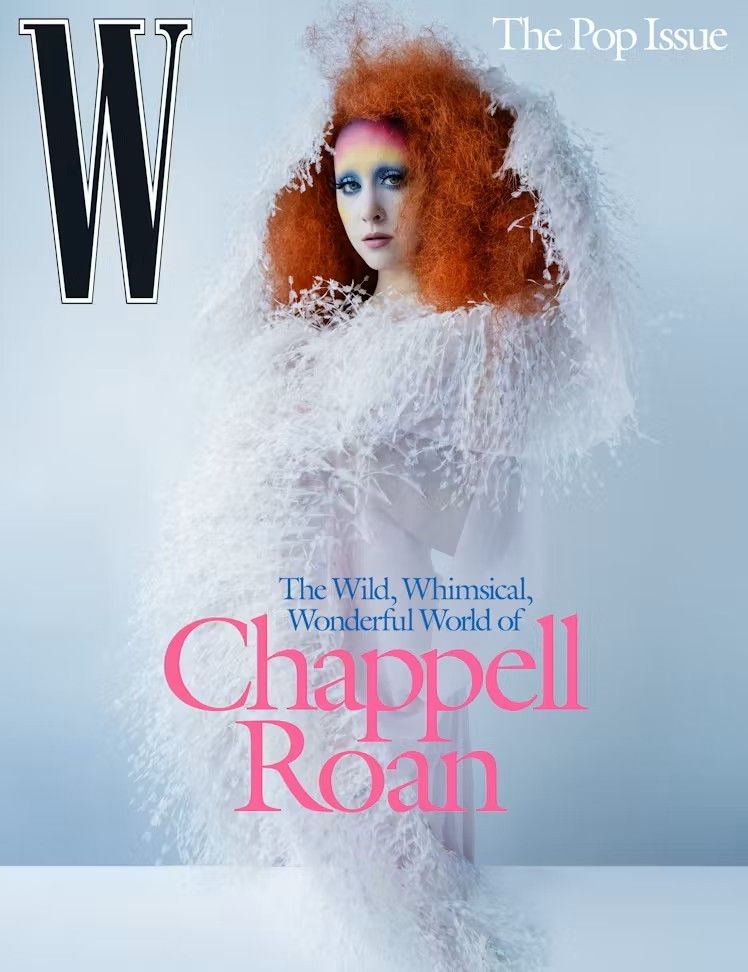 W
The Pop Issue
The Wild, Whimsical,
Wonderful World of
Chappell
Roan